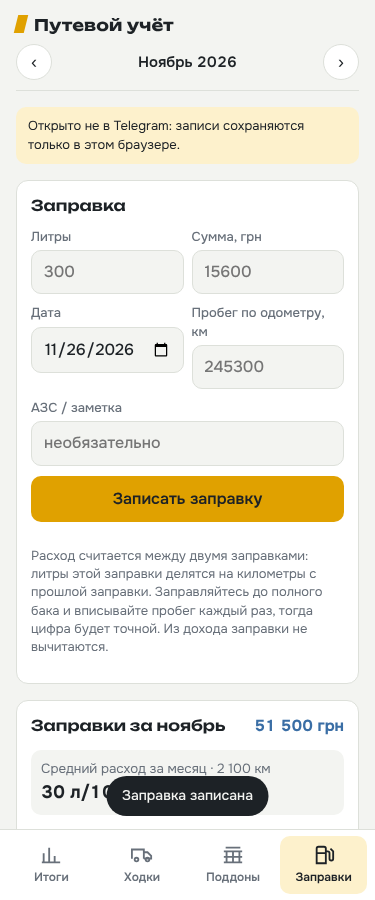 Путевой учёт
‹
Ноябрь 2026
›
Открыто не в Telegram: записи сохраняются
только в этом браузере.
Заправка
Литры
Сумма, грн
300
15600
Дата
Пробег по одометру,
км
11/26/2026
245300
АЗС / заметка
необязательно
Записать заправку
Расход считается между двумя заправками:
литры этой заправки делятся на километры с
прошлой заправки. Заправляйтесь до полного
бака и вписывайте пробег каждый раз, тогда
цифра будет точной. Из дохода заправки не
вычитаются.
Заправки за ноябрь
51 500 грн
Средний расход за месяц · 2 100 км
30 л/10
Заправка записана
Итоги
Ходки
Поддоны
Заправки